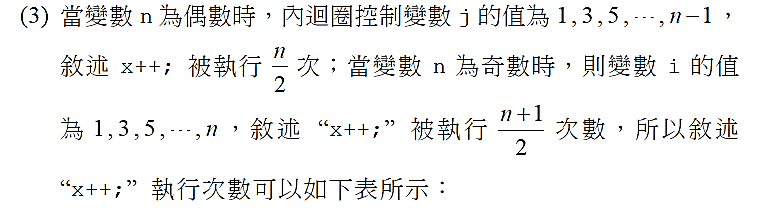 (3) 當變數 n 為偶數時，內迴圈控制變數 j 的值為 1,3,5,⋯,n−1，
敘述 x++; 被執行 n/2 次；當變數 n 為奇數時，則變數 i 的值
為 1,3,5,⋯,n，敘述 “x++;” 被執行 (n+1)/2 次數，所以敘述
“x++;” 執行次數可以如下表所示：